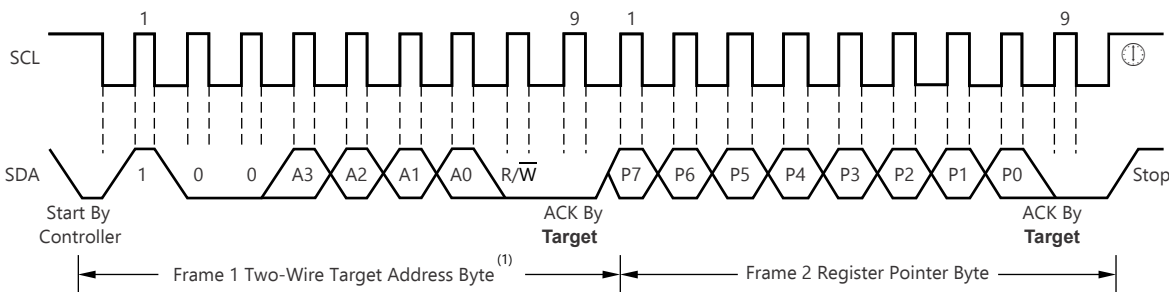 1 9 1 9
SCL
SDA 1 0 0 A3 A2 A1 A0 R/W̅ P7 P6 P5 P4 P3 P2 P1 P0 Stop
Start By ACK By ACK By
Controller Target Target
Frame 1 Two-Wire Target Address Byte(1) Frame 2 Register Pointer Byte